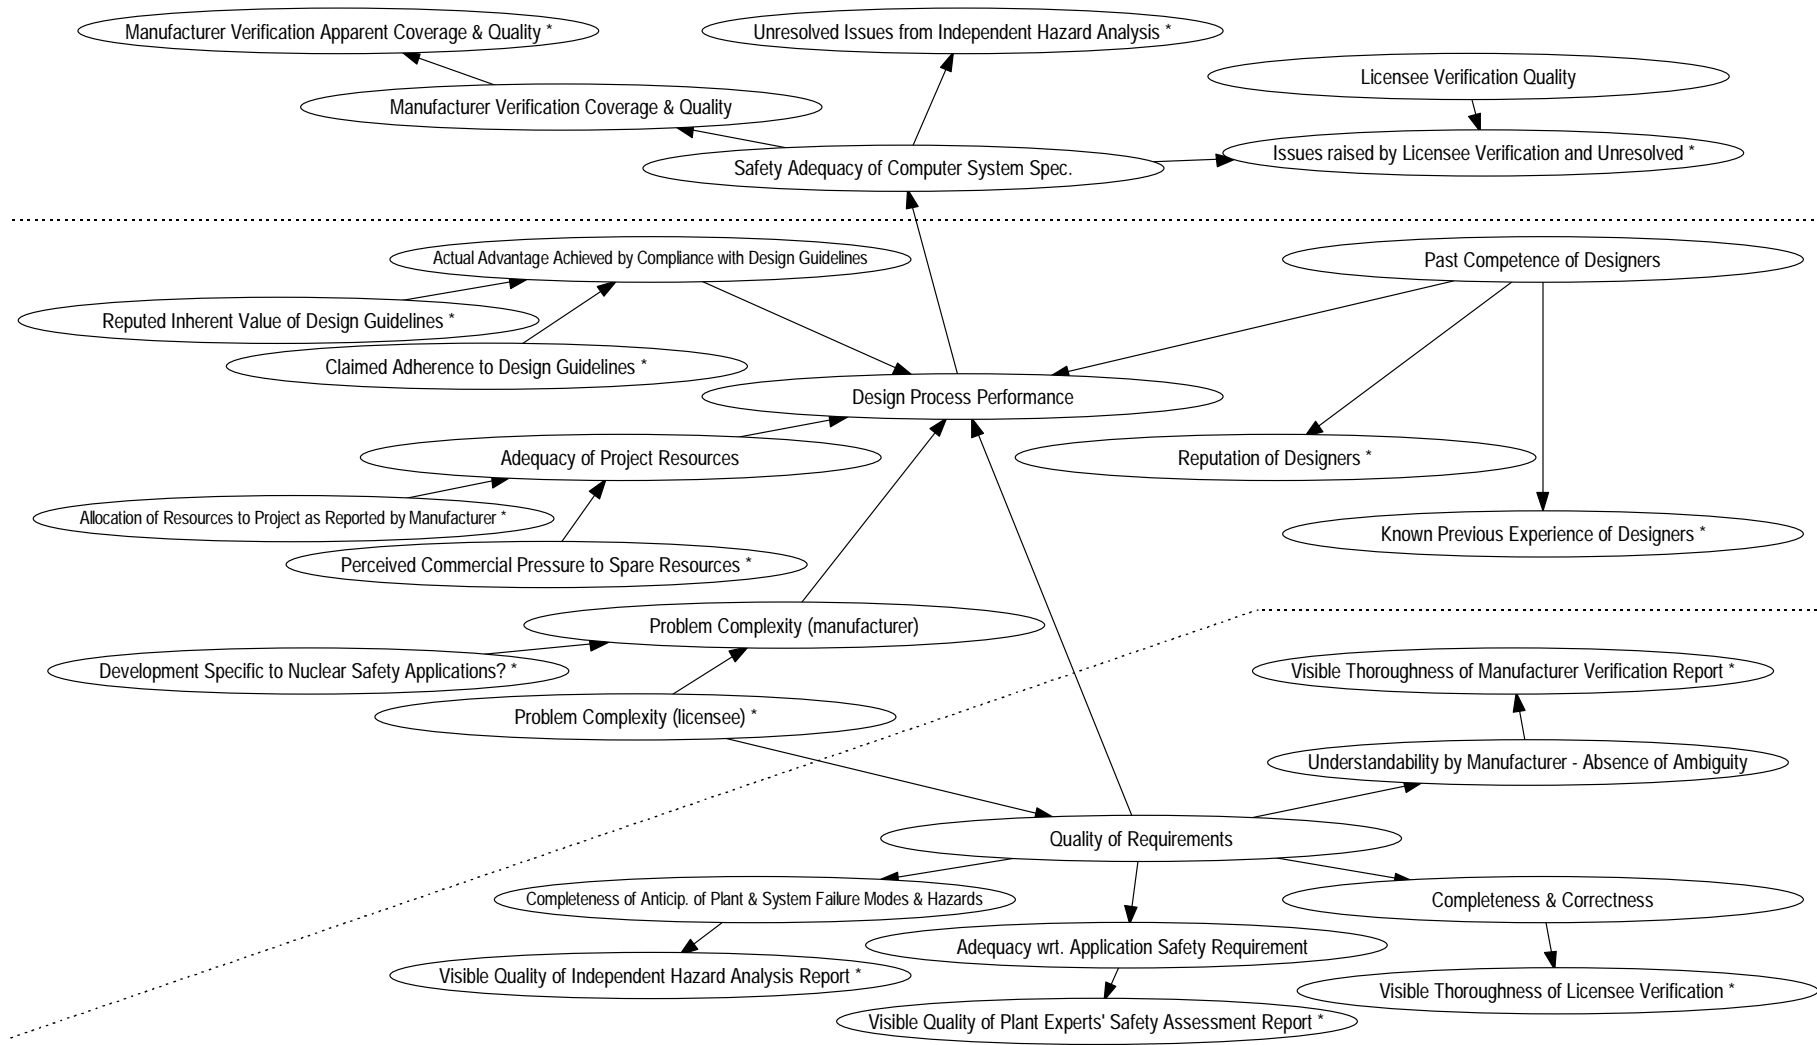 Manufacturer Verification Apparent Coverage & Quality *
Unresolved Issues from Independent Hazard Analysis *
Licensee Verification Quality
Manufacturer Verification Coverage & Quality
Issues raised by Licensee Verification and Unresolved *
Safety Adequacy of Computer System Spec.
Actual Advantage Achieved by Compliance with Design Guidelines
Past Competence of Designers
Reputed Inherent Value of Design Guidelines *
Claimed Adherence to Design Guidelines *
Design Process Performance
Adequacy of Project Resources
Reputation of Designers *
Allocation of Resources to Project as Reported by Manufacturer *
Known Previous Experience of Designers *
Perceived Commercial Pressure to Spare Resources *
Problem Complexity (manufacturer)
Development Specific to Nuclear Safety Applications? *
Visible Thoroughness of Manufacturer Verification Report *
Problem Complexity (licensee) *
Understandability by Manufacturer - Absence of Ambiguity
Quality of Requirements
Completeness of Anticip. of Plant & System Failure Modes & Hazards
Completeness & Correctness
Adequacy wrt. Application Safety Requirement
Visible Quality of Independent Hazard Analysis Report *
Visible Thoroughness of Licensee Verification *
Visible Quality of Plant Experts' Safety Assessment Report *